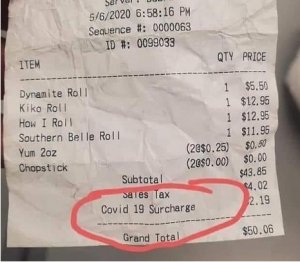 5/6/2020 6:58:16 PM
Sequence #: 0000063
ID #: 0099033
ITEM QTY PRICE
Dynamite Roll 1 $5.50
Kiko Roll 1 $12.95
How I Roll 1 $12.95
Southern Belle Roll 1 $11.95
Yum 2oz (2@$0.25) $0.50
Chopstick (2@$0.00) $0.00
Subtotal $43.85
Sales Tax $4.02
Covid 19 Surcharge 2.19
Grand Total $50.06